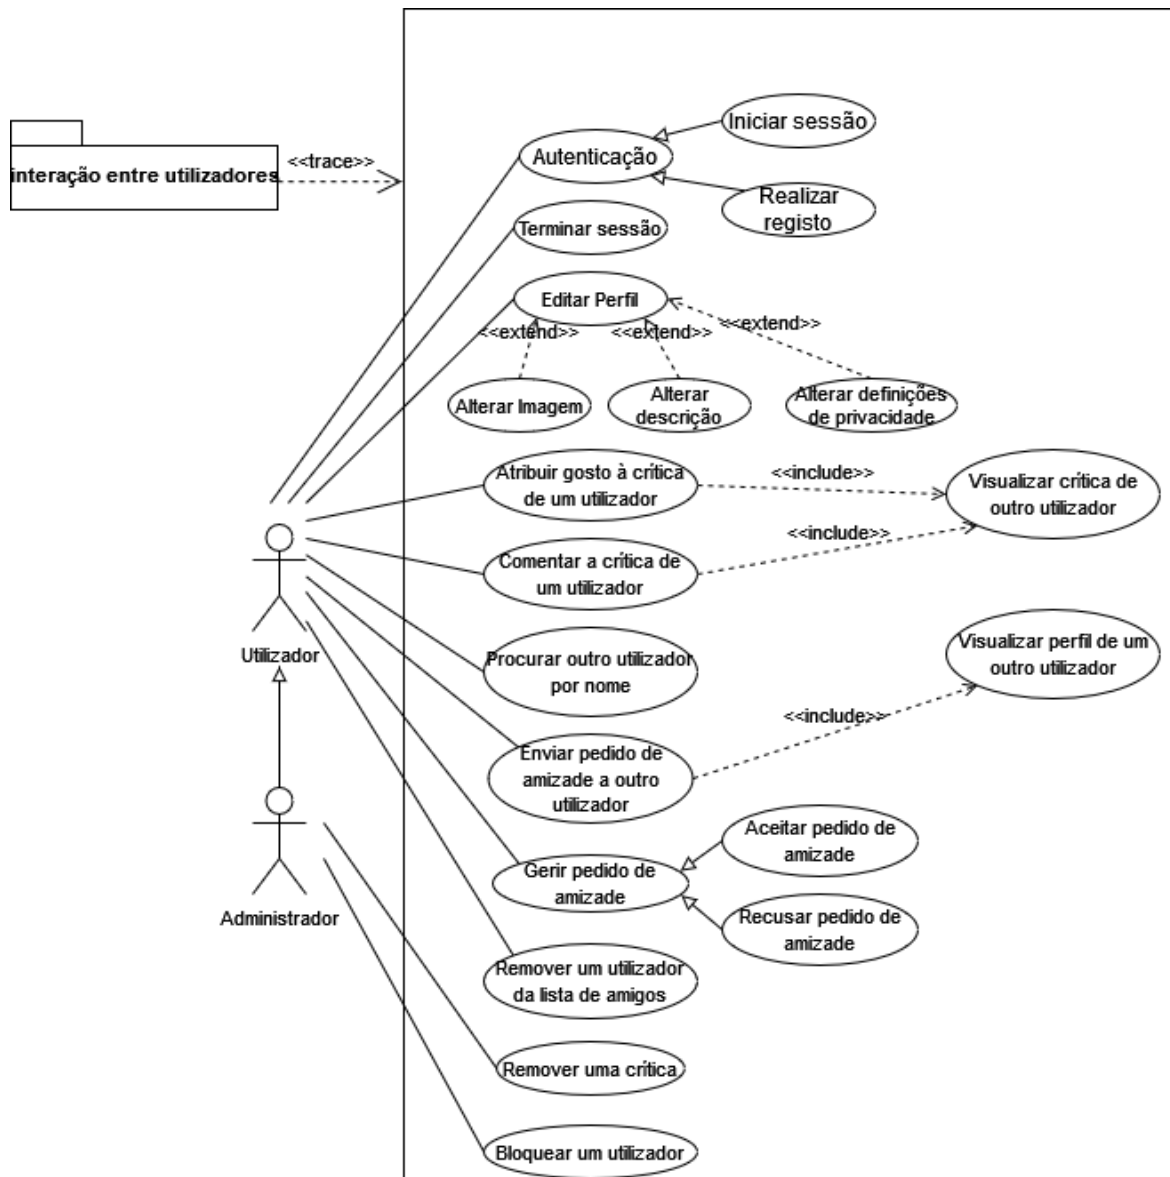 Iniciar sessão
Autenticação
<<trace>>
interação entre utilizadores
Realizar
registo
Terminar sessão
Editar Perfil
<<extend>>
<<extend>>
<<extend>>
Alterar Imagem
Alterar
descrição
Alterar definições
de privacidade
Atribuir gosto à crítica
de um utilizador
<<include>>
Visualizar crítica de
outro utilizador
<<include>>
Comentar a crítica de
um utilizador
Utilizador
Procurar outro utilizador
por nome
Visualizar perfil de um
outro utilizador
<<include>>
Enviar pedido de
amizade a outro
utilizador
Aceitar pedido de
amizade
Gerir pedido de
amizade
Administrador
Recusar pedido de
amizade
Remover um utilizador
da lista de amigos
Remover uma crítica
Bloquear um utilizador